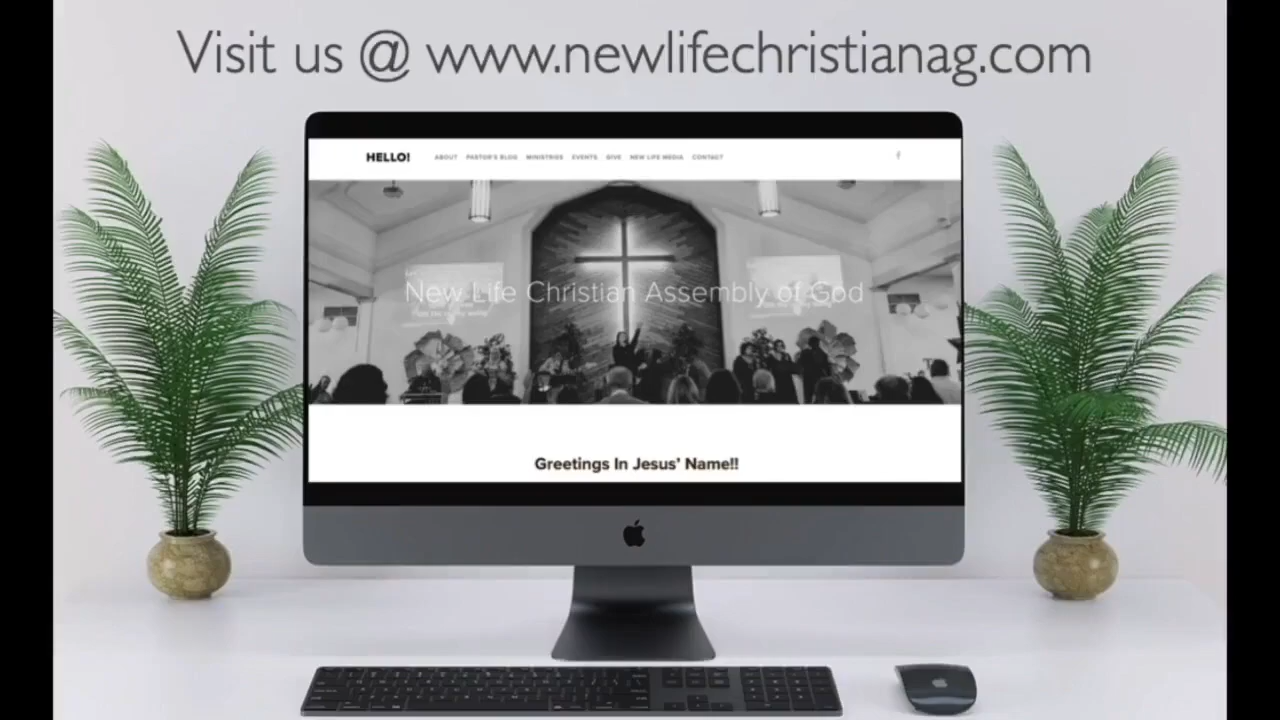 Visit us @ www.newlifechristianag.com
HELLO! ABOUT PASTOR'S BLOG MINISTRIES EVENTS GIVE NEW LIFE MEDIA CONTACT
New Life Christian Assembly of God
Greetings In Jesus' Name!!